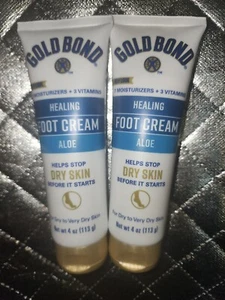 GOLD BOND
7 MOISTURIZERS + 3 VITAMINS
HEALING
FOOT CREAM
ALOE
HELPS STOP
DRY SKIN
BEFORE IT STARTS
For Dry to Very Dry Skin
Net wt 4 oz (113 g)
GOLD BOND
MOISTURIZERS + 3 VITAMINS
HEALING
FOOT CREAM
ALOE
HELPS STOP
DRY SKIN
BEFORE IT STARTS
For Dry to Very Dry Skin
Net wt 4 oz (113 g)